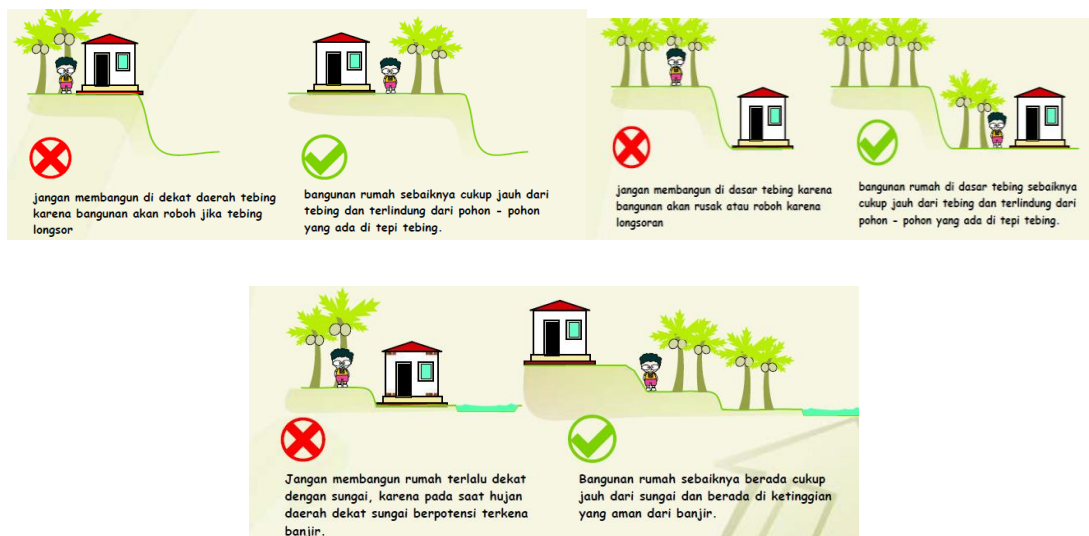 jangan membangun di dekat daerah tebing
karena bangunan akan roboh jika tebing
longsor
bangunan rumah sebaiknya cukup jauh dari
tebing dan terlindung dari pohon - pohon
yang ada di tepi tebing.
jangan membangun di dasar tebing karena
bangunan akan rusak atau roboh karena
longsoran
bangunan rumah di dasar tebing sebaiknya
cukup jauh dari tebing dan terlindung dari
pohon - pohon yang ada di tepi tebing.
Jangan membangun rumah terlalu dekat
dengan sungai, karena pada saat hujan
daerah dekat sungai berpotensi terkena
banjir.
Bangunan rumah sebaiknya berada cukup
jauh dari sungai dan berada di ketinggian
yang aman dari banjir.